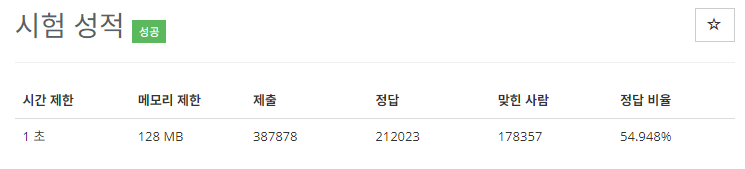 시험 성적 성공
시간 제한 메모리 제한 제출 정답 맞힌 사람 정답 비율
1 초 128 MB 387878 212023 178357 54.948%